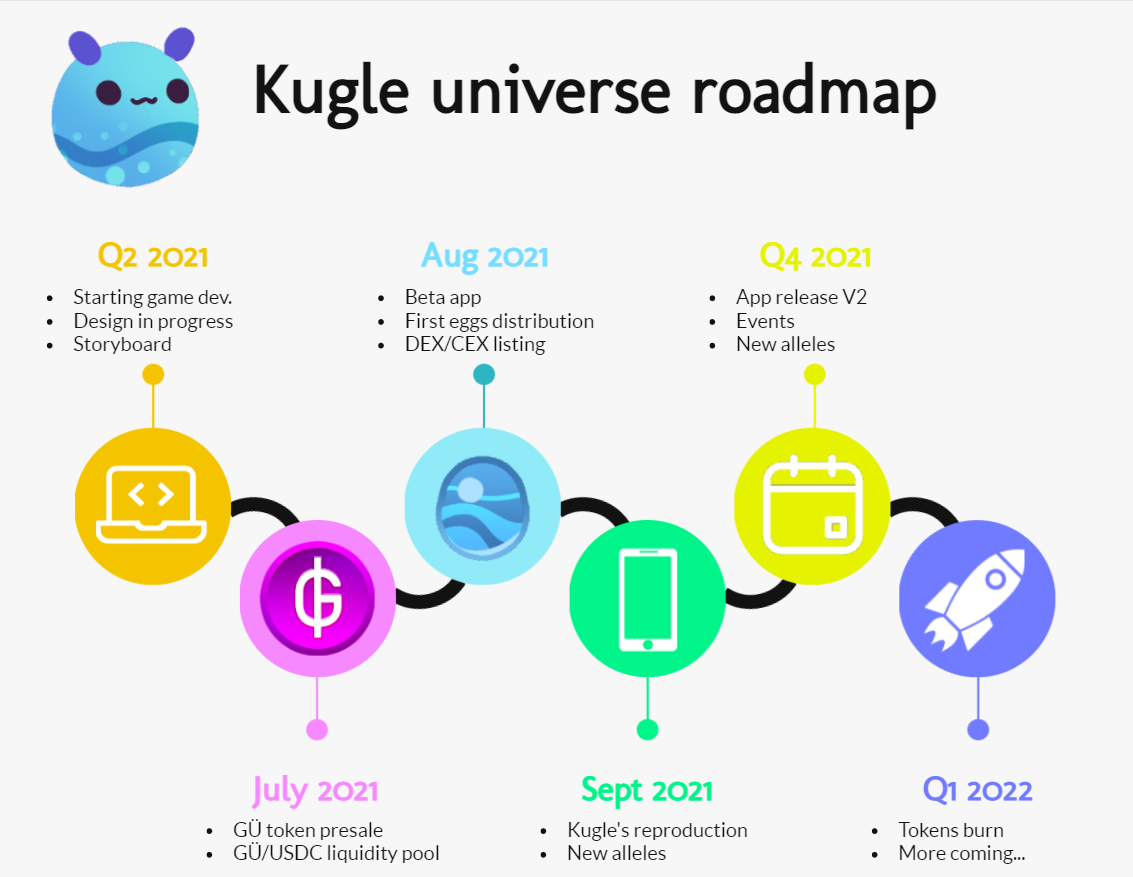 Kugle universe roadmap
Q2 2021
• Starting game dev.
• Design in progress
• Storyboard
Aug 2021
• Beta app
• First eggs distribution
• DEX/CEX listing
Q4 2021
• App release V2
• Events
• New alleles
July 2021
• GÜ token presale
• GÜ/USDC liquidity pool
Sept 2021
• Kugle's reproduction
• New alleles
Q1 2022
• Tokens burn
• More coming...